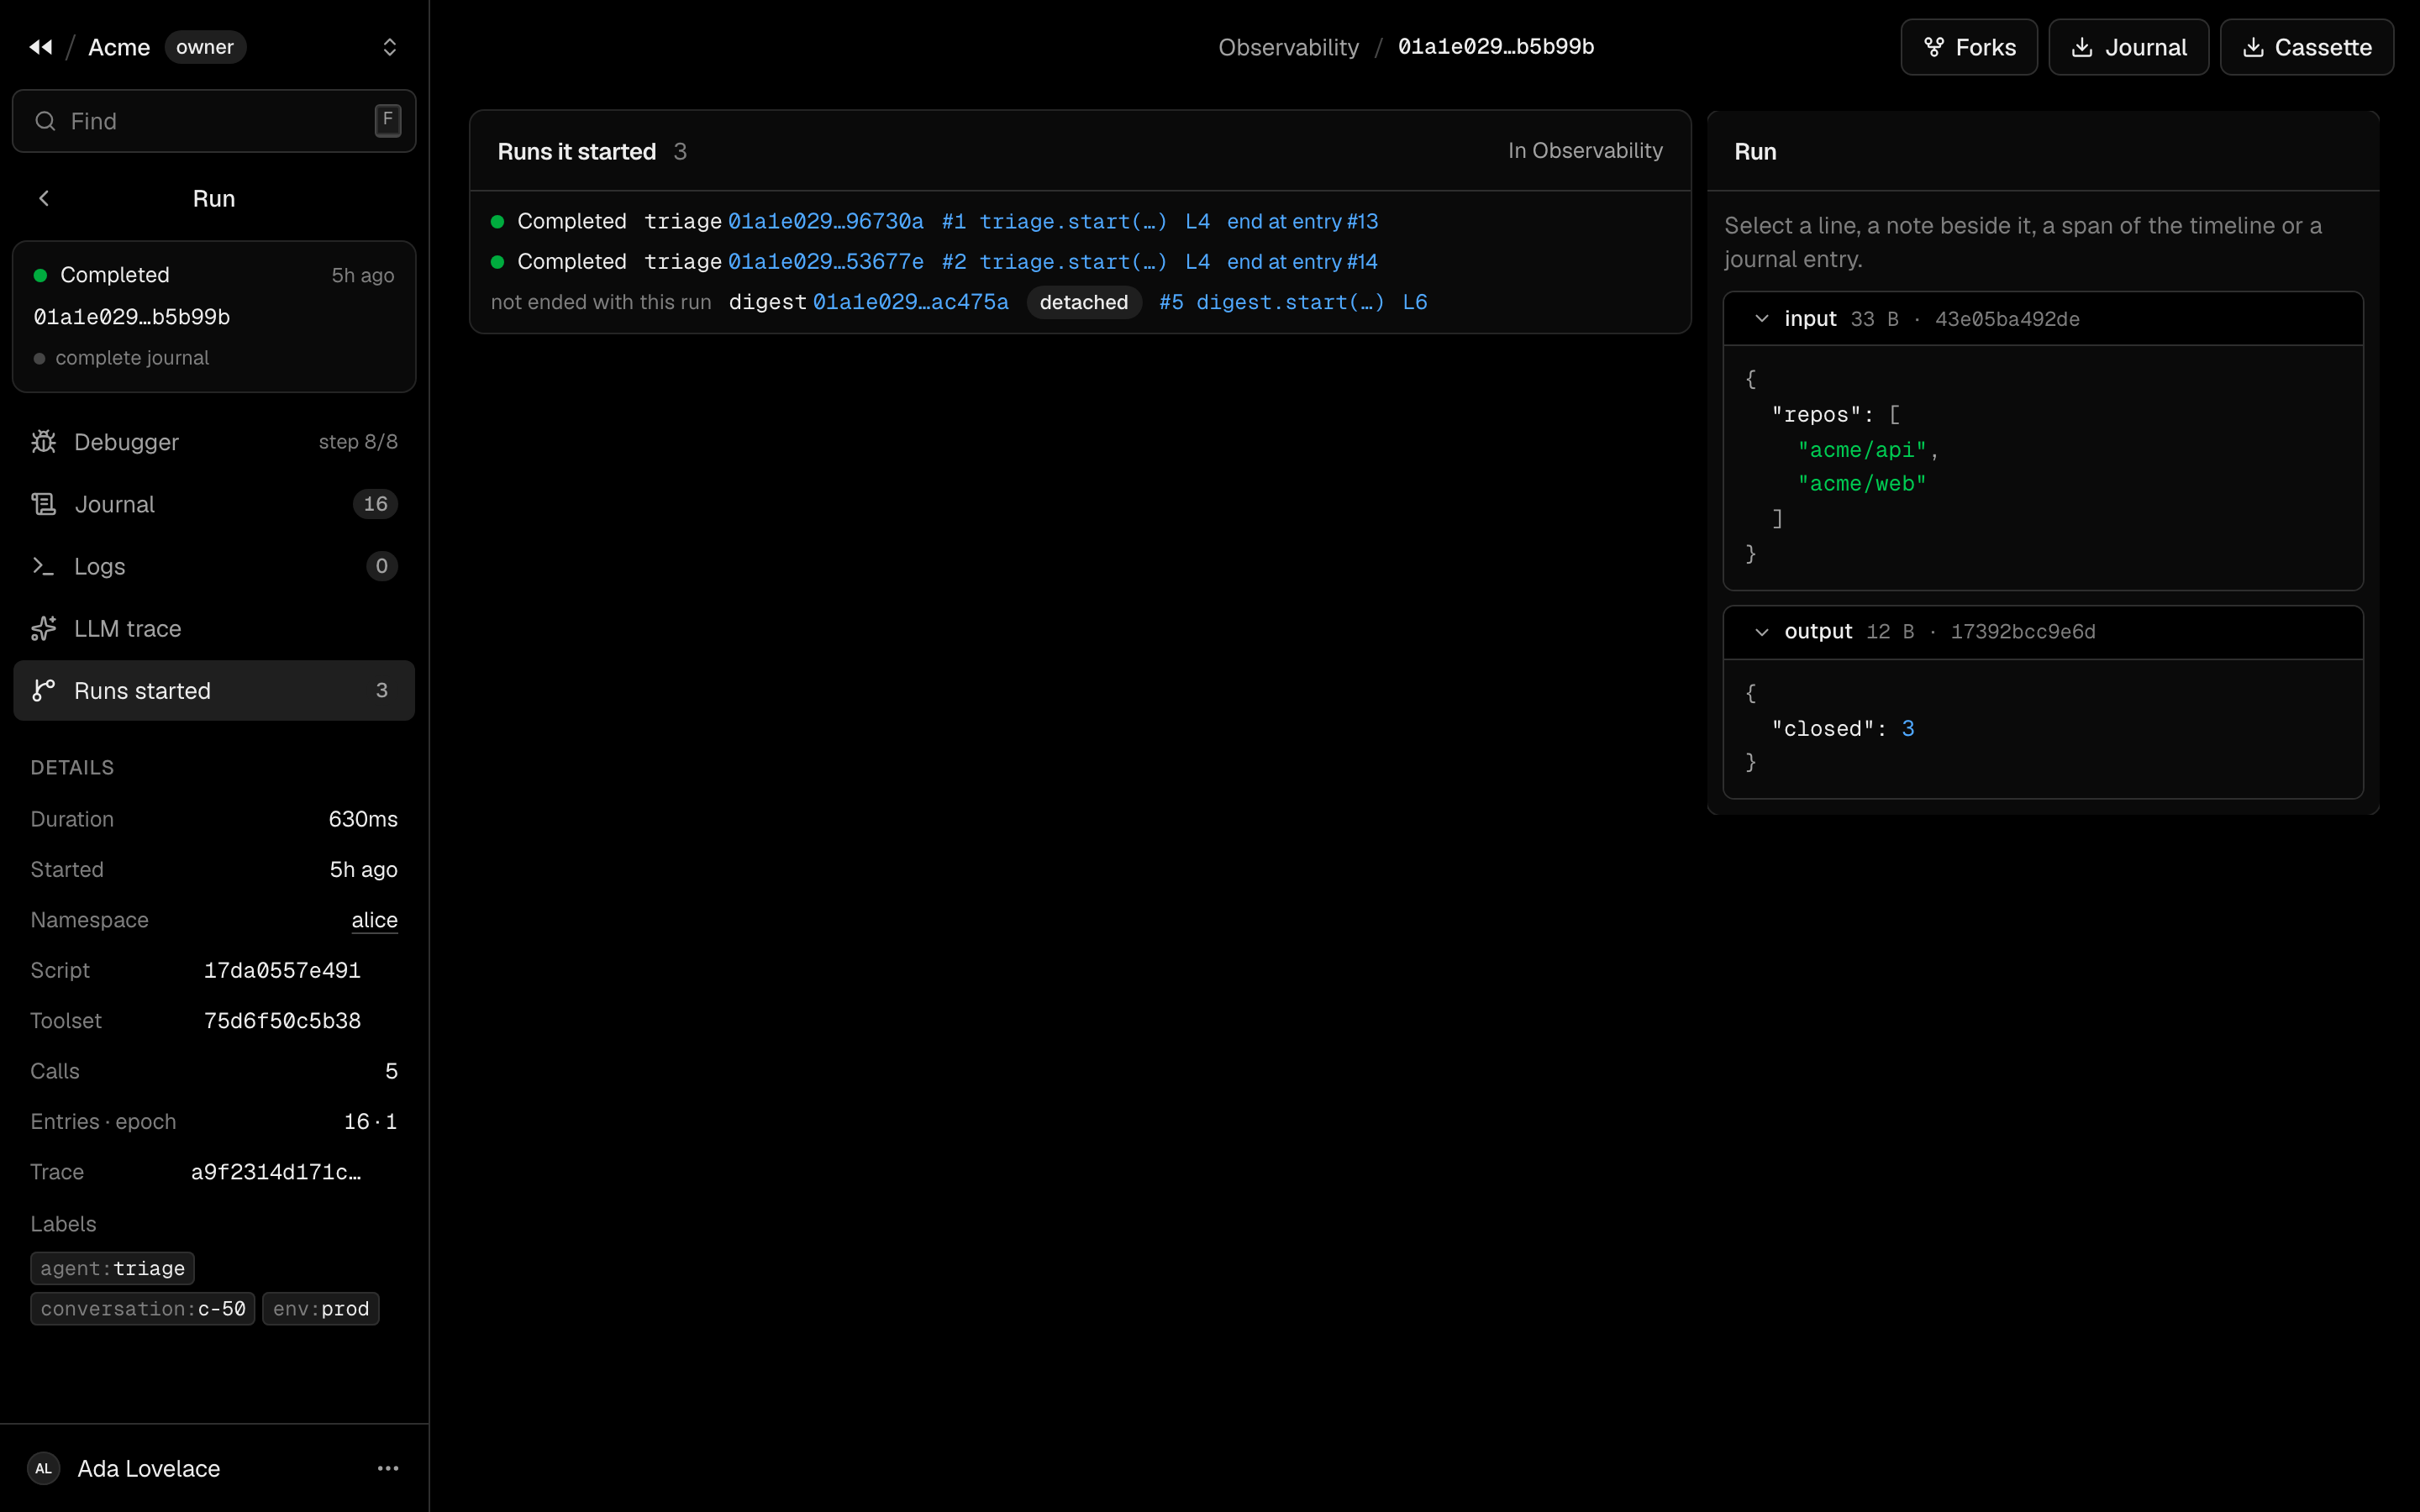 / Acme owner
Find F
Run
Completed 5h ago
01a1e029…b5b99b
complete journal
Debugger step 8/8
Journal 16
Logs 0
LLM trace
Runs started 3
DETAILS
Duration 630ms
Started 5h ago
Namespace alice
Script 17da0557e491
Toolset 75d6f50c5b38
Calls 5
Entries · epoch 16 · 1
Trace a9f2314d171c…
Labels
agent:triage
conversation:c-50 env:prod
AL Ada Lovelace
Observability / 01a1e029…b5b99b
Forks Journal Cassette
Runs it started 3 In Observability
Completed triage 01a1e029…96730a #1 triage.start(…) L4 end at entry #13
Completed triage 01a1e029…53677e #2 triage.start(…) L4 end at entry #14
not ended with this run digest 01a1e029…ac475a detached #5 digest.start(…) L6
Run
Select a line, a note beside it, a span of the timeline or a
journal entry.
input 33 B · 43e05ba492de
{
"repos": [
"acme/api",
"acme/web"
]
}
output 12 B · 17392bcc9e6d
{
"closed": 3
}